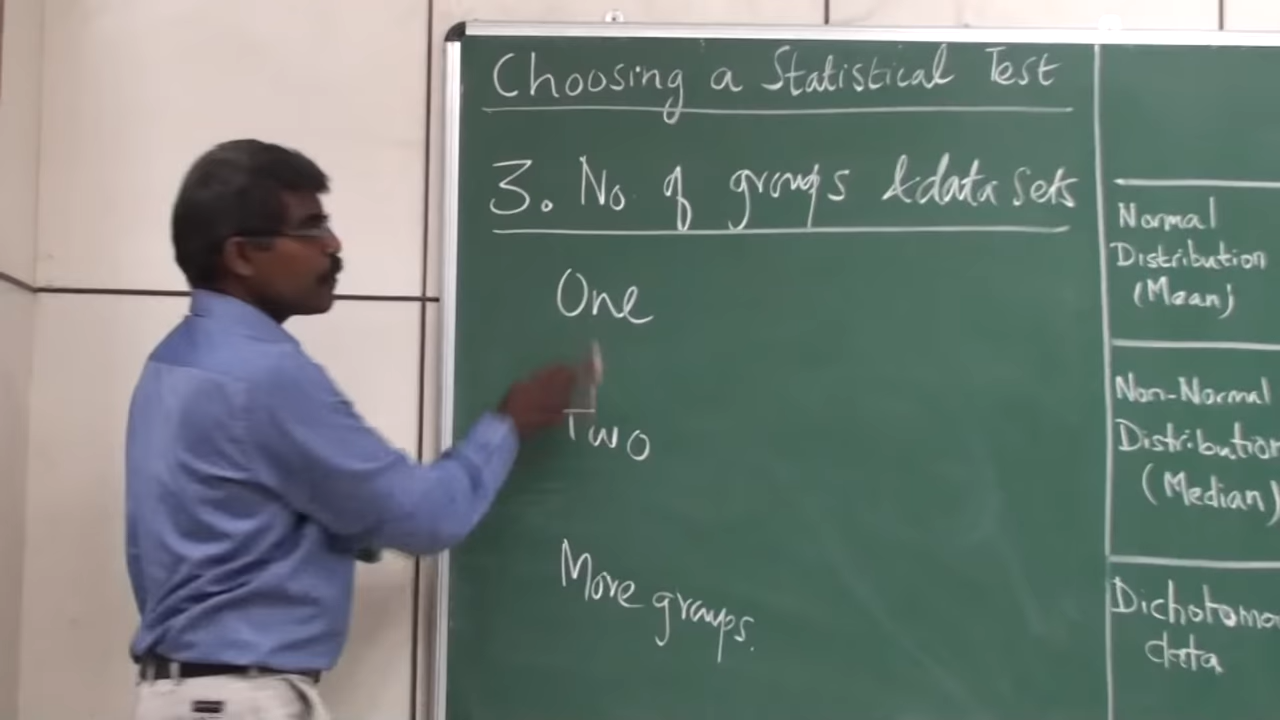 Choosing a Statistical Test
3. No. of groups & data sets
One
Two
More groups.
Normal
Distribution
(Mean)
Non-Normal
Distribution
(Median)
Dichotomo
data